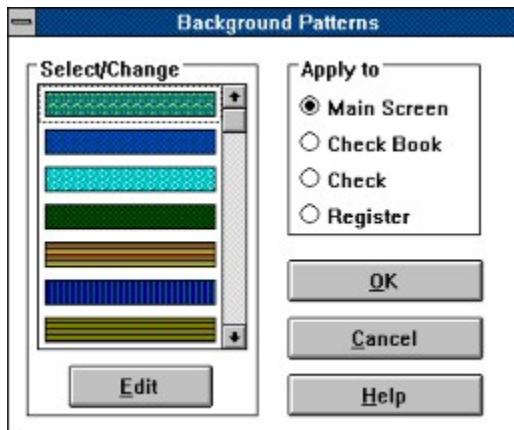 Background Patterns
Select/Change
Edit
Apply to
Main Screen
Check Book
Check
Register
OK
Cancel
Help